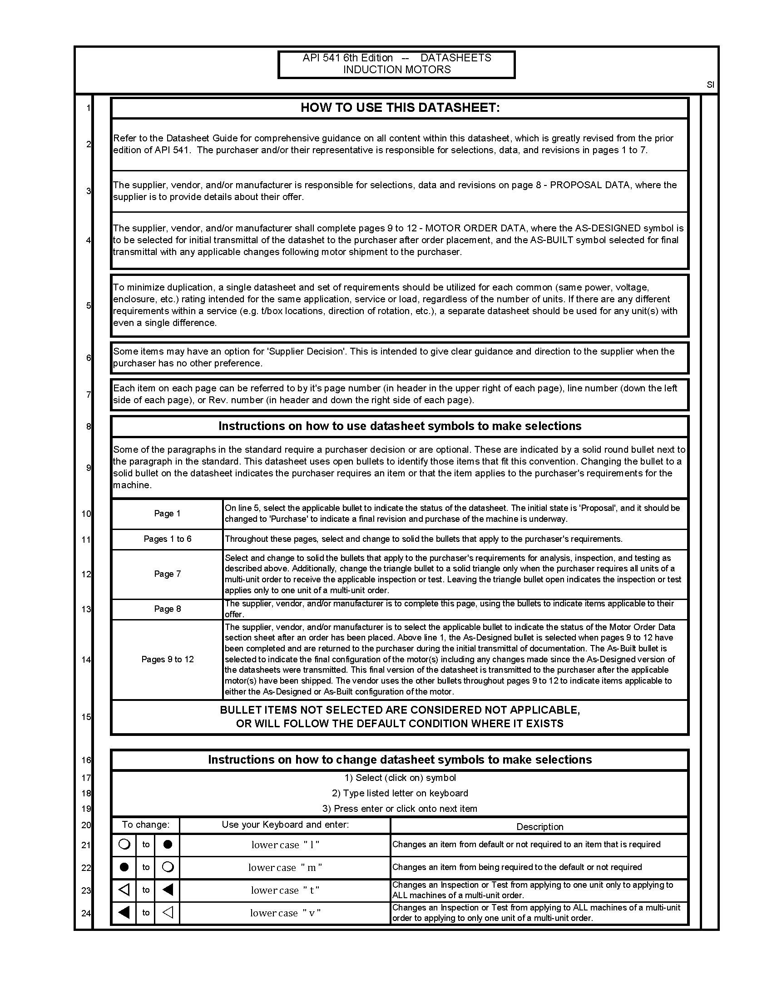 API 541 6th Edition -- DATASHEETS
INDUCTION MOTORS
SI
1 HOW TO USE THIS DATASHEET:
2 Refer to the Datasheet Guide for comprehensive guidance on all content within this datasheet, which is greatly revised from the prior
edition of API 541. The purchaser and/or their representative is responsible for selections, data, and revisions in pages 1 to 7.
3 The supplier, vendor, and/or manufacturer is responsible for selections, data and revisions on page 8 - PROPOSAL DATA, where the
supplier is to provide details about their offer.
4 The supplier, vendor, and/or manufacturer shall complete pages 9 to 12 - MOTOR ORDER DATA, where the AS-DESIGNED symbol is
to be selected for initial transmittal of the datashet to the purchaser after order placement, and the AS-BUILT symbol selected for final
transmittal with any applicable changes following motor shipment to the purchaser.
5 To minimize duplication, a single datasheet and set of requirements should be utilized for each common (same power, voltage,
enclosure, etc.) rating intended for the same application, service or load, regardless of the number of units. If there are any different
requirements within a service (e.g. t/box locations, direction of rotation, etc.), a separate datasheet should be used for any unit(s) with
even a single difference.
6 Some items may have an option for 'Supplier Decision'. This is intended to give clear guidance and direction to the supplier when the
purchaser has no other preference.
7 Each item on each page can be referred to by it's page number (in header in the upper right of each page), line number (down the left
side of each page), or Rev. number (in header and down the right side of each page).
8 Instructions on how to use datasheet symbols to make selections
9 Some of the paragraphs in the standard require a purchaser decision or are optional. These are indicated by a solid round bullet next to
the paragraph in the standard. This datasheet uses open bullets to identify those items that fit this convention. Changing the bullet to a
solid bullet on the datasheet indicates the purchaser requires an item or that the item applies to the purchaser's requirements for the
machine.
10 Page 1 On line 5, select the applicable bullet to indicate the status of the datasheet. The initial state is 'Proposal', and it should be
changed to 'Purchase' to indicate a final revision and purchase of the machine is underway.
11 Pages 1 to 6 Throughout these pages, select and change to solid the bullets that apply to the purchaser's requirements.
12 Page 7 Select and change to solid the bullets that apply to the purchaser's requirements for analysis, inspection, and testing as
described above. Additionally, change the triangle bullet to a solid triangle only when the purchaser requires all units of a
multi-unit order to receive the applicable inspection or test. Leaving the triangle bullet open indicates the inspection or test
applies only to one unit of a multi-unit order.
13 Page 8 The supplier, vendor, and/or manufacturer is to complete this page, using the bullets to indicate items applicable to their
offer.
14 Pages 9 to 12 The supplier, vendor, and/or manufacturer is to select the applicable bullet to indicate the status of the Motor Order Data
section sheet after an order has been placed. Above line 1, the As-Designed bullet is selected when pages 9 to 12 have
been completed and are returned to the purchaser during the initial transmittal of documentation. The As-Built bullet is
selected to indicate the final configuration of the motor(s) including any changes made since the As-Designed version of
the datasheets were transmitted. This final version of the datasheet is transmitted to the purchaser after the applicable
motor(s) have been shipped. The vendor uses the other bullets throughout pages 9 to 12 to indicate items applicable to
either the As-Designed or As-Built configuration of the motor.
15 BULLET ITEMS NOT SELECTED ARE CONSIDERED NOT APPLICABLE,
OR WILL FOLLOW THE DEFAULT CONDITION WHERE IT EXISTS
16 Instructions on how to change datasheet symbols to make selections
17 1) Select (click on) symbol
18 2) Type listed letter on keyboard
19 3) Press enter or click onto next item
20 To change: Use your Keyboard and enter: Description
21 ○ to ● lower case " l " Changes an item from default or not required to an item that is required
22 ● to ○ lower case " m " Changes an item from being required to the default or not required
23 ◁ to ◀ lower case " t " Changes an Inspection or Test from applying to one unit only to applying to
ALL machines of a multi-unit order.
24 ◀ to ◁ lower case " v " Changes an Inspection or Test from applying to ALL machines of a multi-unit
order to applying to only one unit of a multi-unit order.